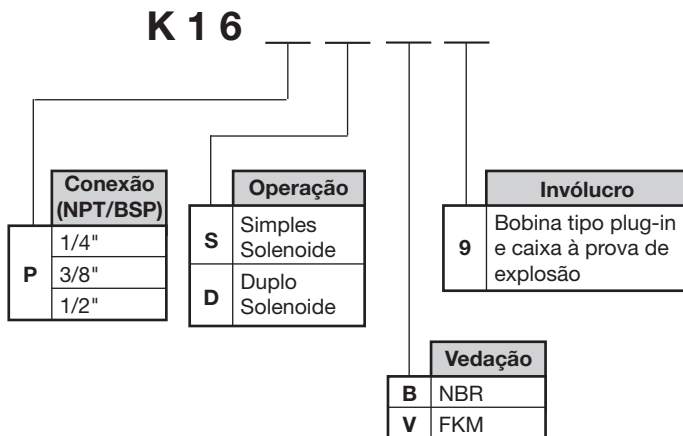 K 1 6
Conexão
(NPT/BSP)
P
1/4"
3/8"
1/2"
Operação
S
Simples
Solenoide
D
Duplo
Solenoide
Invólucro
9
Bobina tipo plug-in
e caixa à prova de
explosão
Vedação
B NBR
V FKM